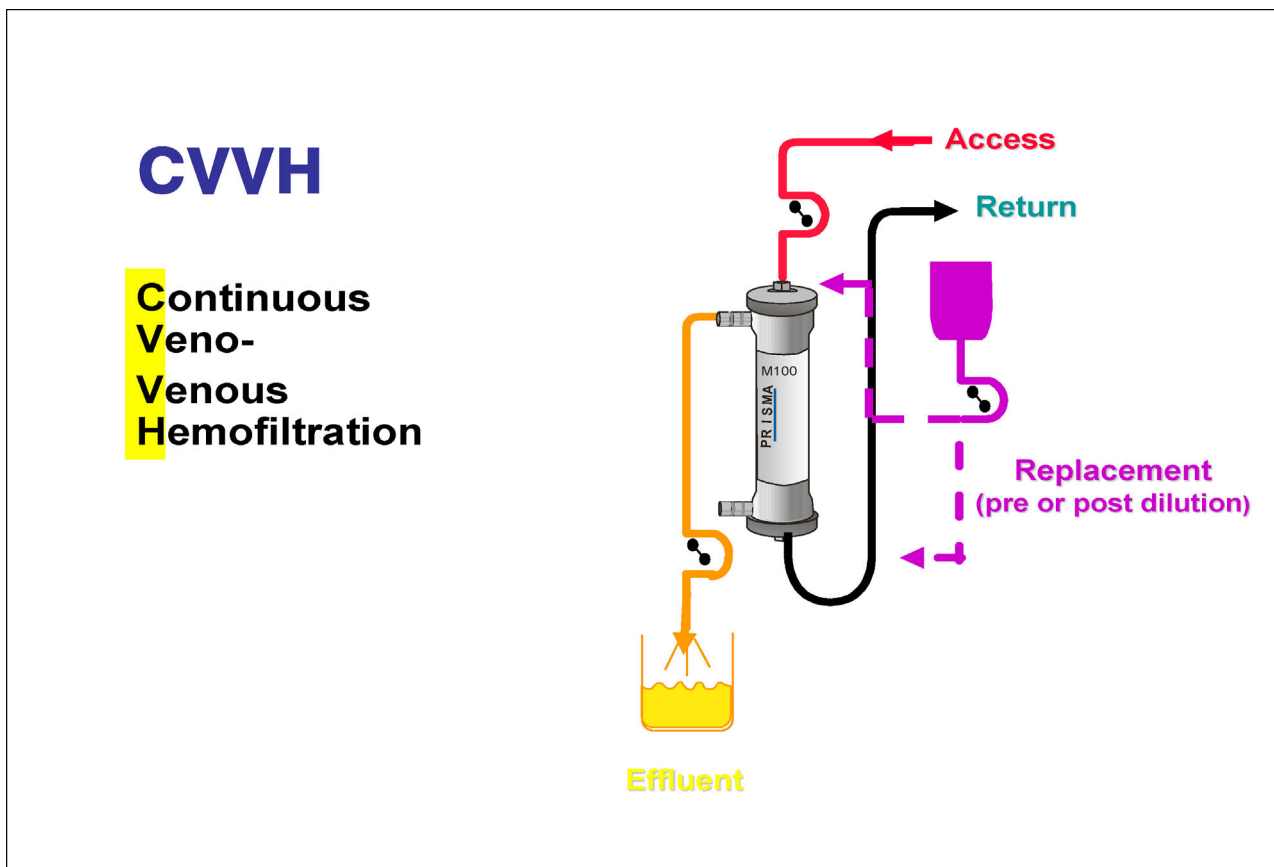 CVVH
Continuous
Veno-
Venous
Hemofiltration
Access
Return
M100
PRISMA
Replacement
(pre or post dilution)
Effluent